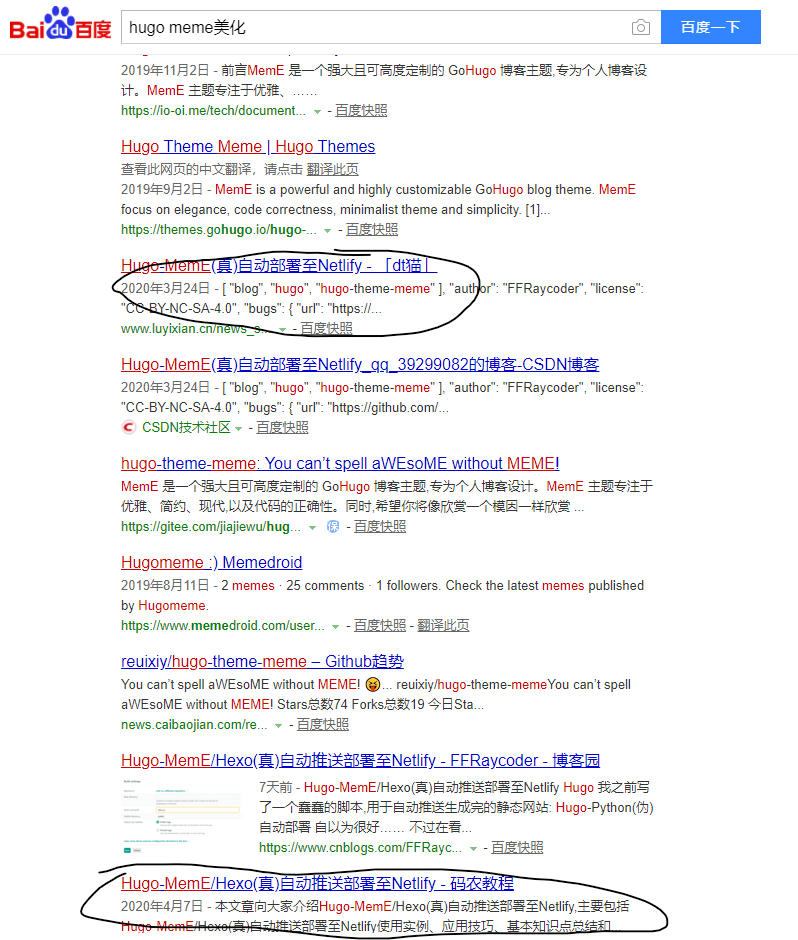 Bai du 百度 hugo meme美化 百度一下
2019年11月2日 - 前言MemE 是一个强大且可高度定制的 GoHugo 博客主题,专为个人博客设
计。MemE 主题专注于优雅、……
https://io-oi.me/tech/document... - 百度快照
Hugo Theme Meme | Hugo Themes
查看此网页的中文翻译，请点击 翻译此页
2019年9月2日 - MemE is a powerful and highly customizable GoHugo blog theme. MemE
focus on elegance, code correctness, minimalist theme and simplicity. [1]...
https://themes.gohugo.io/hugo-... - 百度快照
Hugo-MemE(真)自动部署至Netlify - 「dt猫」
2020年3月24日 - [ "blog", "hugo", "hugo-theme-meme" ], "author": "FFRaycoder", "license":
"CC-BY-NC-SA-4.0", "bugs": { "url": "https://...
www.luyixian.cn/news_s... - 百度快照
Hugo-MemE(真)自动部署至Netlify_qq_39299082的博客-CSDN博客
2020年3月24日 - [ "blog", "hugo", "hugo-theme-meme" ], "author": "FFRaycoder", "license":
"CC-BY-NC-SA-4.0", "bugs": { "url": "https://github.com/...
CSDN技术社区 - 百度快照
hugo-theme-meme: You can’t spell aWEsoME without MEME!
MemE 是一个强大且可高度定制的 GoHugo 博客主题,专为个人博客设计。MemE 主题专注于
优雅、简约、现代,以及代码的正确性。同时,希望你将像欣赏一个模因一样欣赏 ...
https://gitee.com/jiajiewu/hug... 保 - 百度快照
Hugomeme :) Memedroid
2019年8月11日 - 2 memes · 25 comments · 1 followers. Check the latest memes published
by Hugomeme.
https://www.memedroid.com/user... - 百度快照 - 翻译此页
reuixiy/hugo-theme-meme – Github趋势
You can’t spell aWEsoME without MEME! 😝... reuixiy/hugo-theme-memeYou can’t spell
aWEsoME without MEME! Stars总数74 Forks总数19 今日Sta...
news.caibaojian.com/re... - 百度快照
Hugo-MemE/Hexo(真)自动推送部署至Netlify - FFRaycoder - 博客园
7天前 - Hugo-MemE/Hexo(真)自动推送部署至Netlify Hugo 我之前写
了一个蠢蠢的脚本,用于自动推送生成完的静态网站: Hugo-Python(伪)
自动部署 自以为很好…… 不过在看...
https://www.cnblogs.com/FFRayc... - 百度快照
Hugo-MemE/Hexo(真)自动推送部署至Netlify - 码农教程
2020年4月7日 - 本文章向大家介绍Hugo-MemE/Hexo(真)自动推送部署至Netlify,主要包括
Hugo-MemE/Hexo(真)自动推送部署至Netlify使用实例、应用技巧、基本知识点总结和...